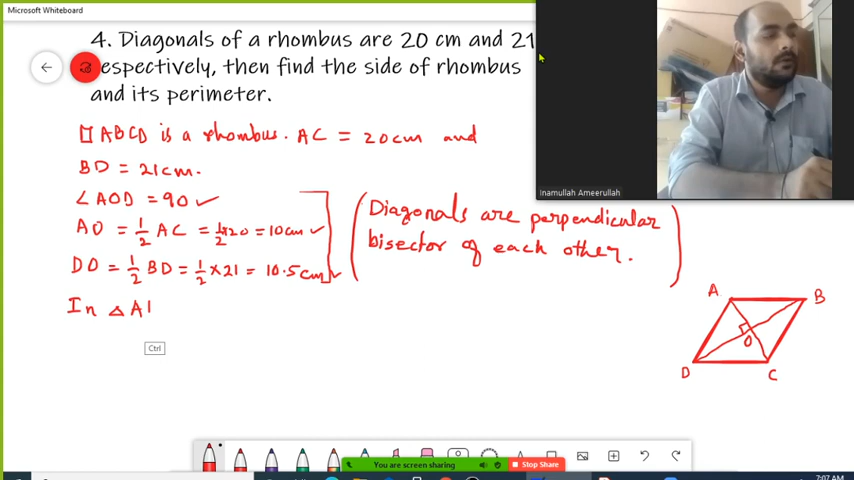 Microsoft Whiteboard
4. Diagonals of a rhombus are 20 cm and 21
espectively, then find the side of rhombus
and its perimeter.
□ABCD is a rhombus. AC = 20cm and
BD = 21cm.
∠AOD = 90 ✓
AO = 1/2 AC = 1/2 × 20 = 10cm ✓
DO = 1/2 BD = 1/2 × 21 = 10.5cm ✓
(Diagonals are perpendicular
bisector of each other.)
In △ A
Ctrl
Inamullah Ameerullah
A
B
O
D
C
You are screen sharing
Stop Share
7:07 AM